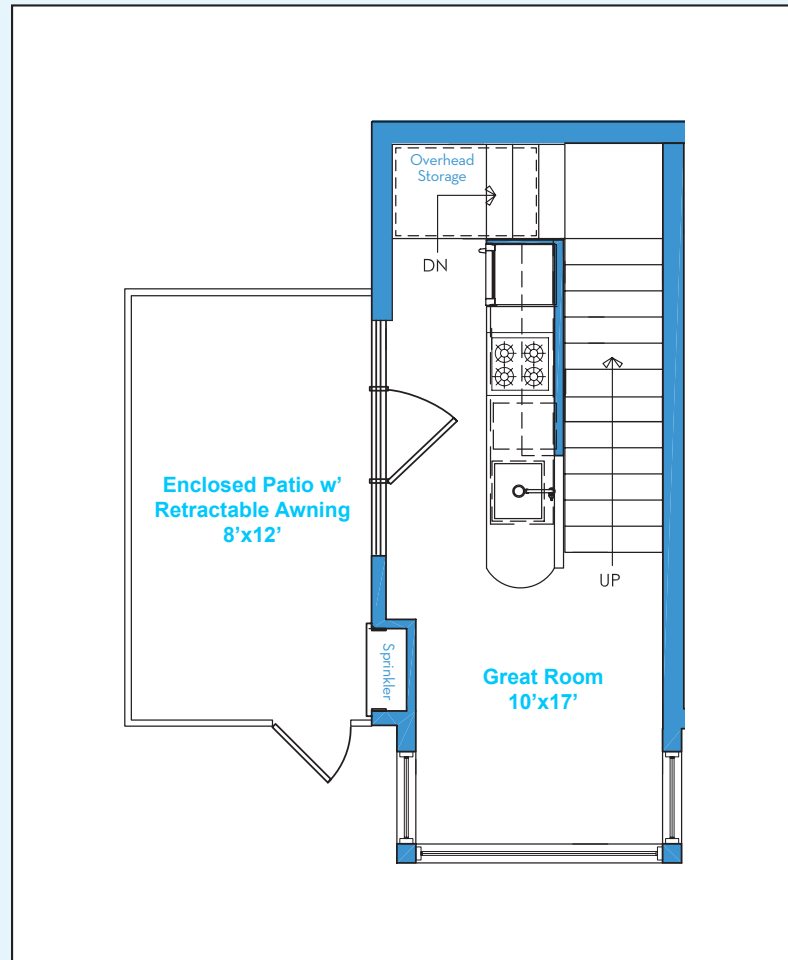 Overhead
Storage
DN
Enclosed Patio w’
Retractable Awning
8’x12’
UP
Sprinkler
Great Room
10’x17’